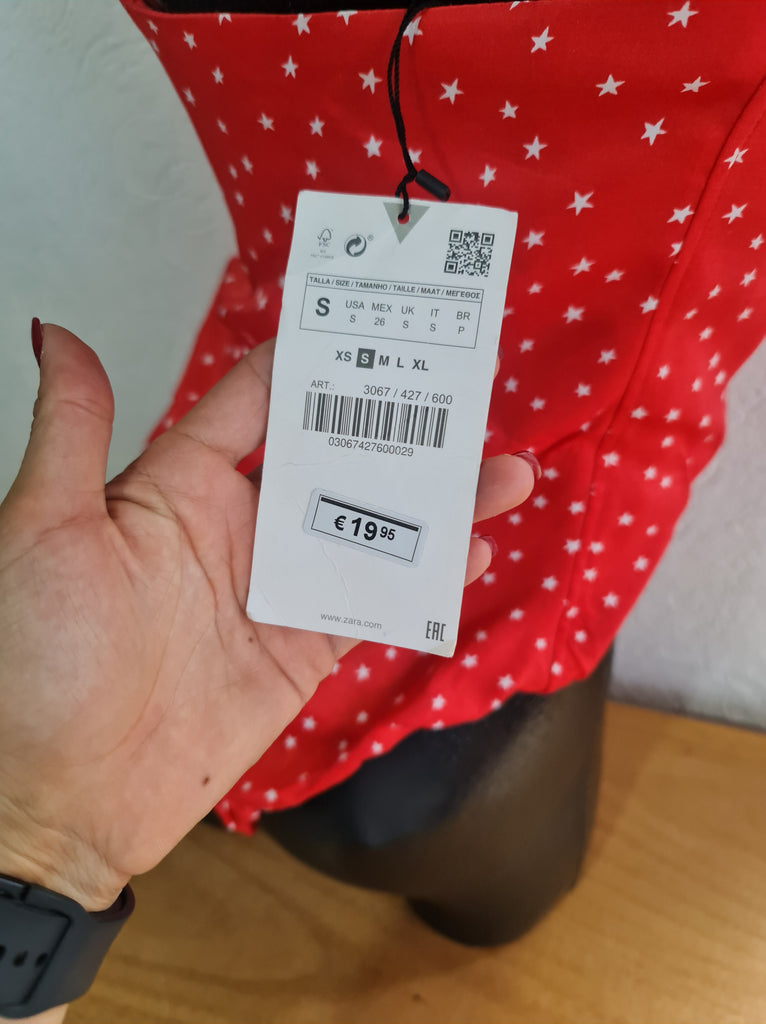 FSC
®
TALLA / SIZE / TAMANHO / TAILLE / MAAT / ΜΕΓΕΘΟΣ
S USA MEX UK IT BR
S 26 S S P
XS S M L XL
ART.: 3067 / 427 / 600
03067427600029
€ 19 95
www.zara.com
EAC